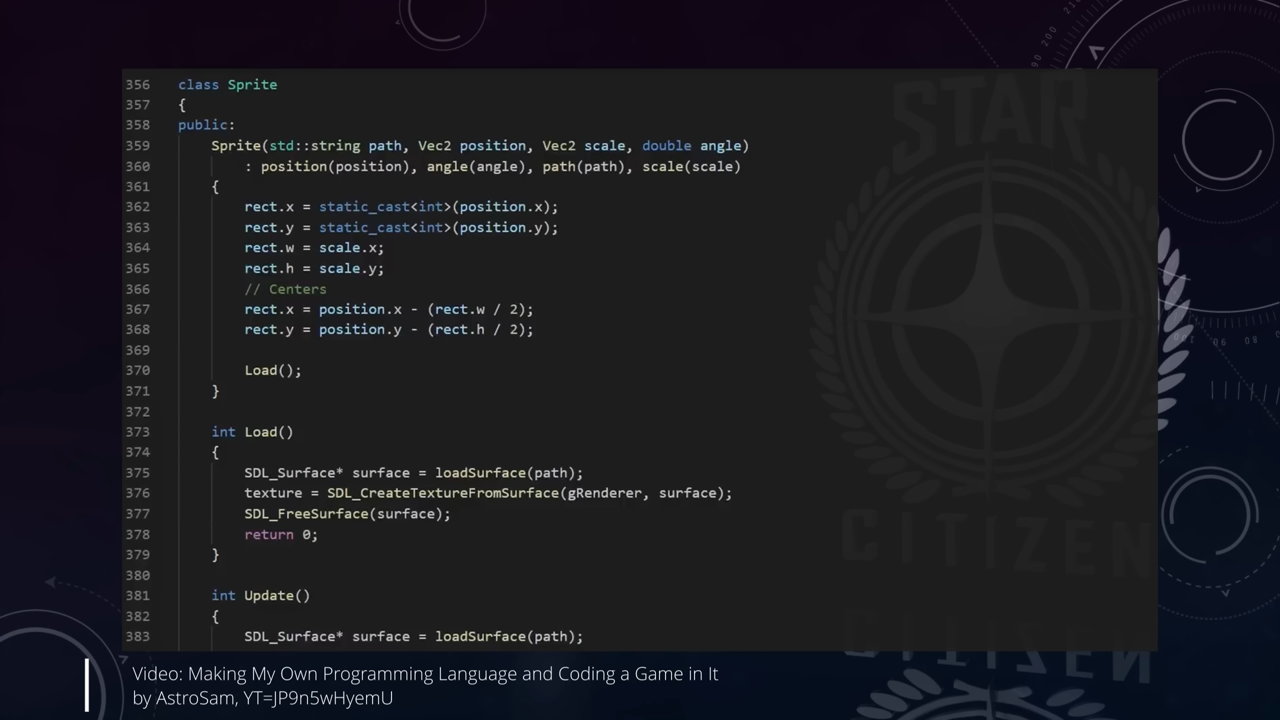 356 class Sprite
357 {
358 public:
359 Sprite(std::string path, Vec2 position, Vec2 scale, double angle)
360 : position(position), angle(angle), path(path), scale(scale)
361 {
362 rect.x = static_cast<int>(position.x);
363 rect.y = static_cast<int>(position.y);
364 rect.w = scale.x;
365 rect.h = scale.y;
366 // Centers
367 rect.x = position.x - (rect.w / 2);
368 rect.y = position.y - (rect.h / 2);
369
370 Load();
371 }
372
373 int Load()
374 {
375 SDL_Surface* surface = loadSurface(path);
376 texture = SDL_CreateTextureFromSurface(gRenderer, surface);
377 SDL_FreeSurface(surface);
378 return 0;
379 }
380
381 int Update()
382 {
383 SDL_Surface* surface = loadSurface(path);
STAR
CITIZEN
Video: Making My Own Programming Language and Coding a Game in It
by AstroSam, YT=JP9n5wHyemU